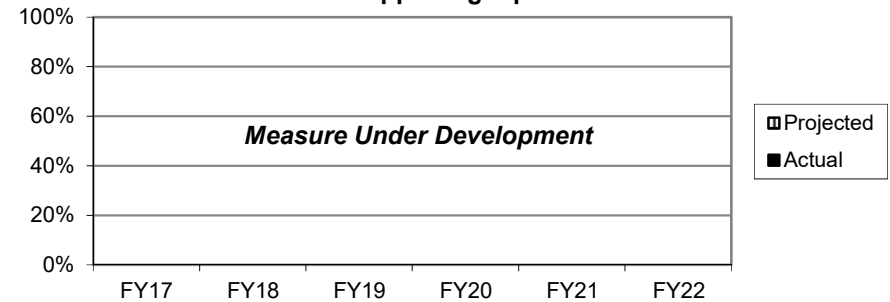 100%
80%
60%
40%
20%
0%
Measure Under Development
Projected
Actual
FY17 FY18 FY19 FY20 FY21 FY22